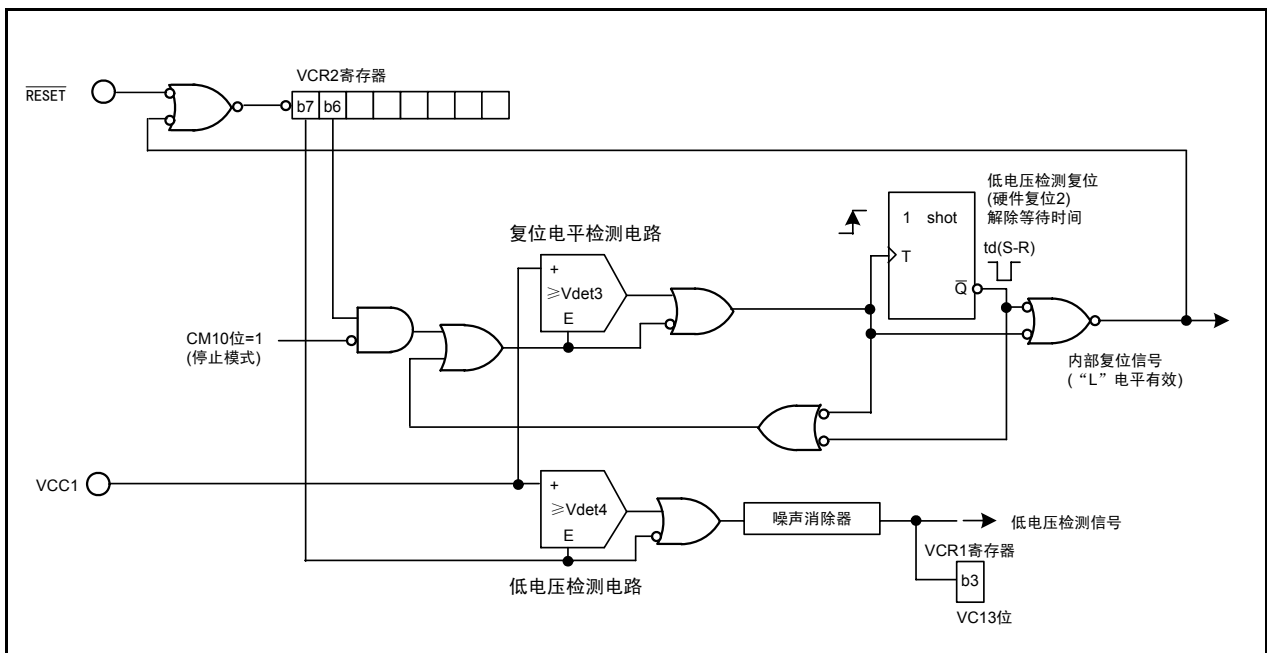 VCR2寄存器
RESET
b7 b6
低电压检测复位
(硬件复位2)
解除等待时间
1 shot
td(S-R)
复位电平检测电路
T
+
≥Vdet3
Q
E
CM10位=1
(停止模式)
内部复位信号
(“L”电平有效)
VCC1
+
≥Vdet4
噪声消除器
低电压检测信号
E
VCR1寄存器
低电压检测电路
b3
VC13位